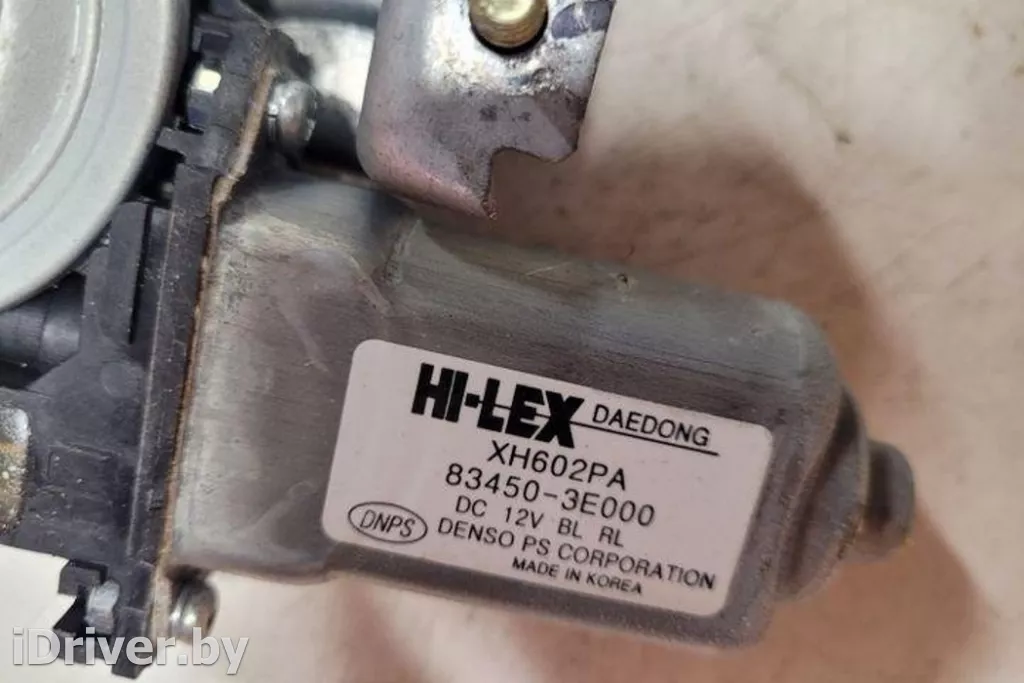 HI-LEX DAEDONG
XH602PA
83450-3E000
DC 12V BL RL
DNPS DENSO PS CORPORATION
MADE IN KOREA
iDriver.by